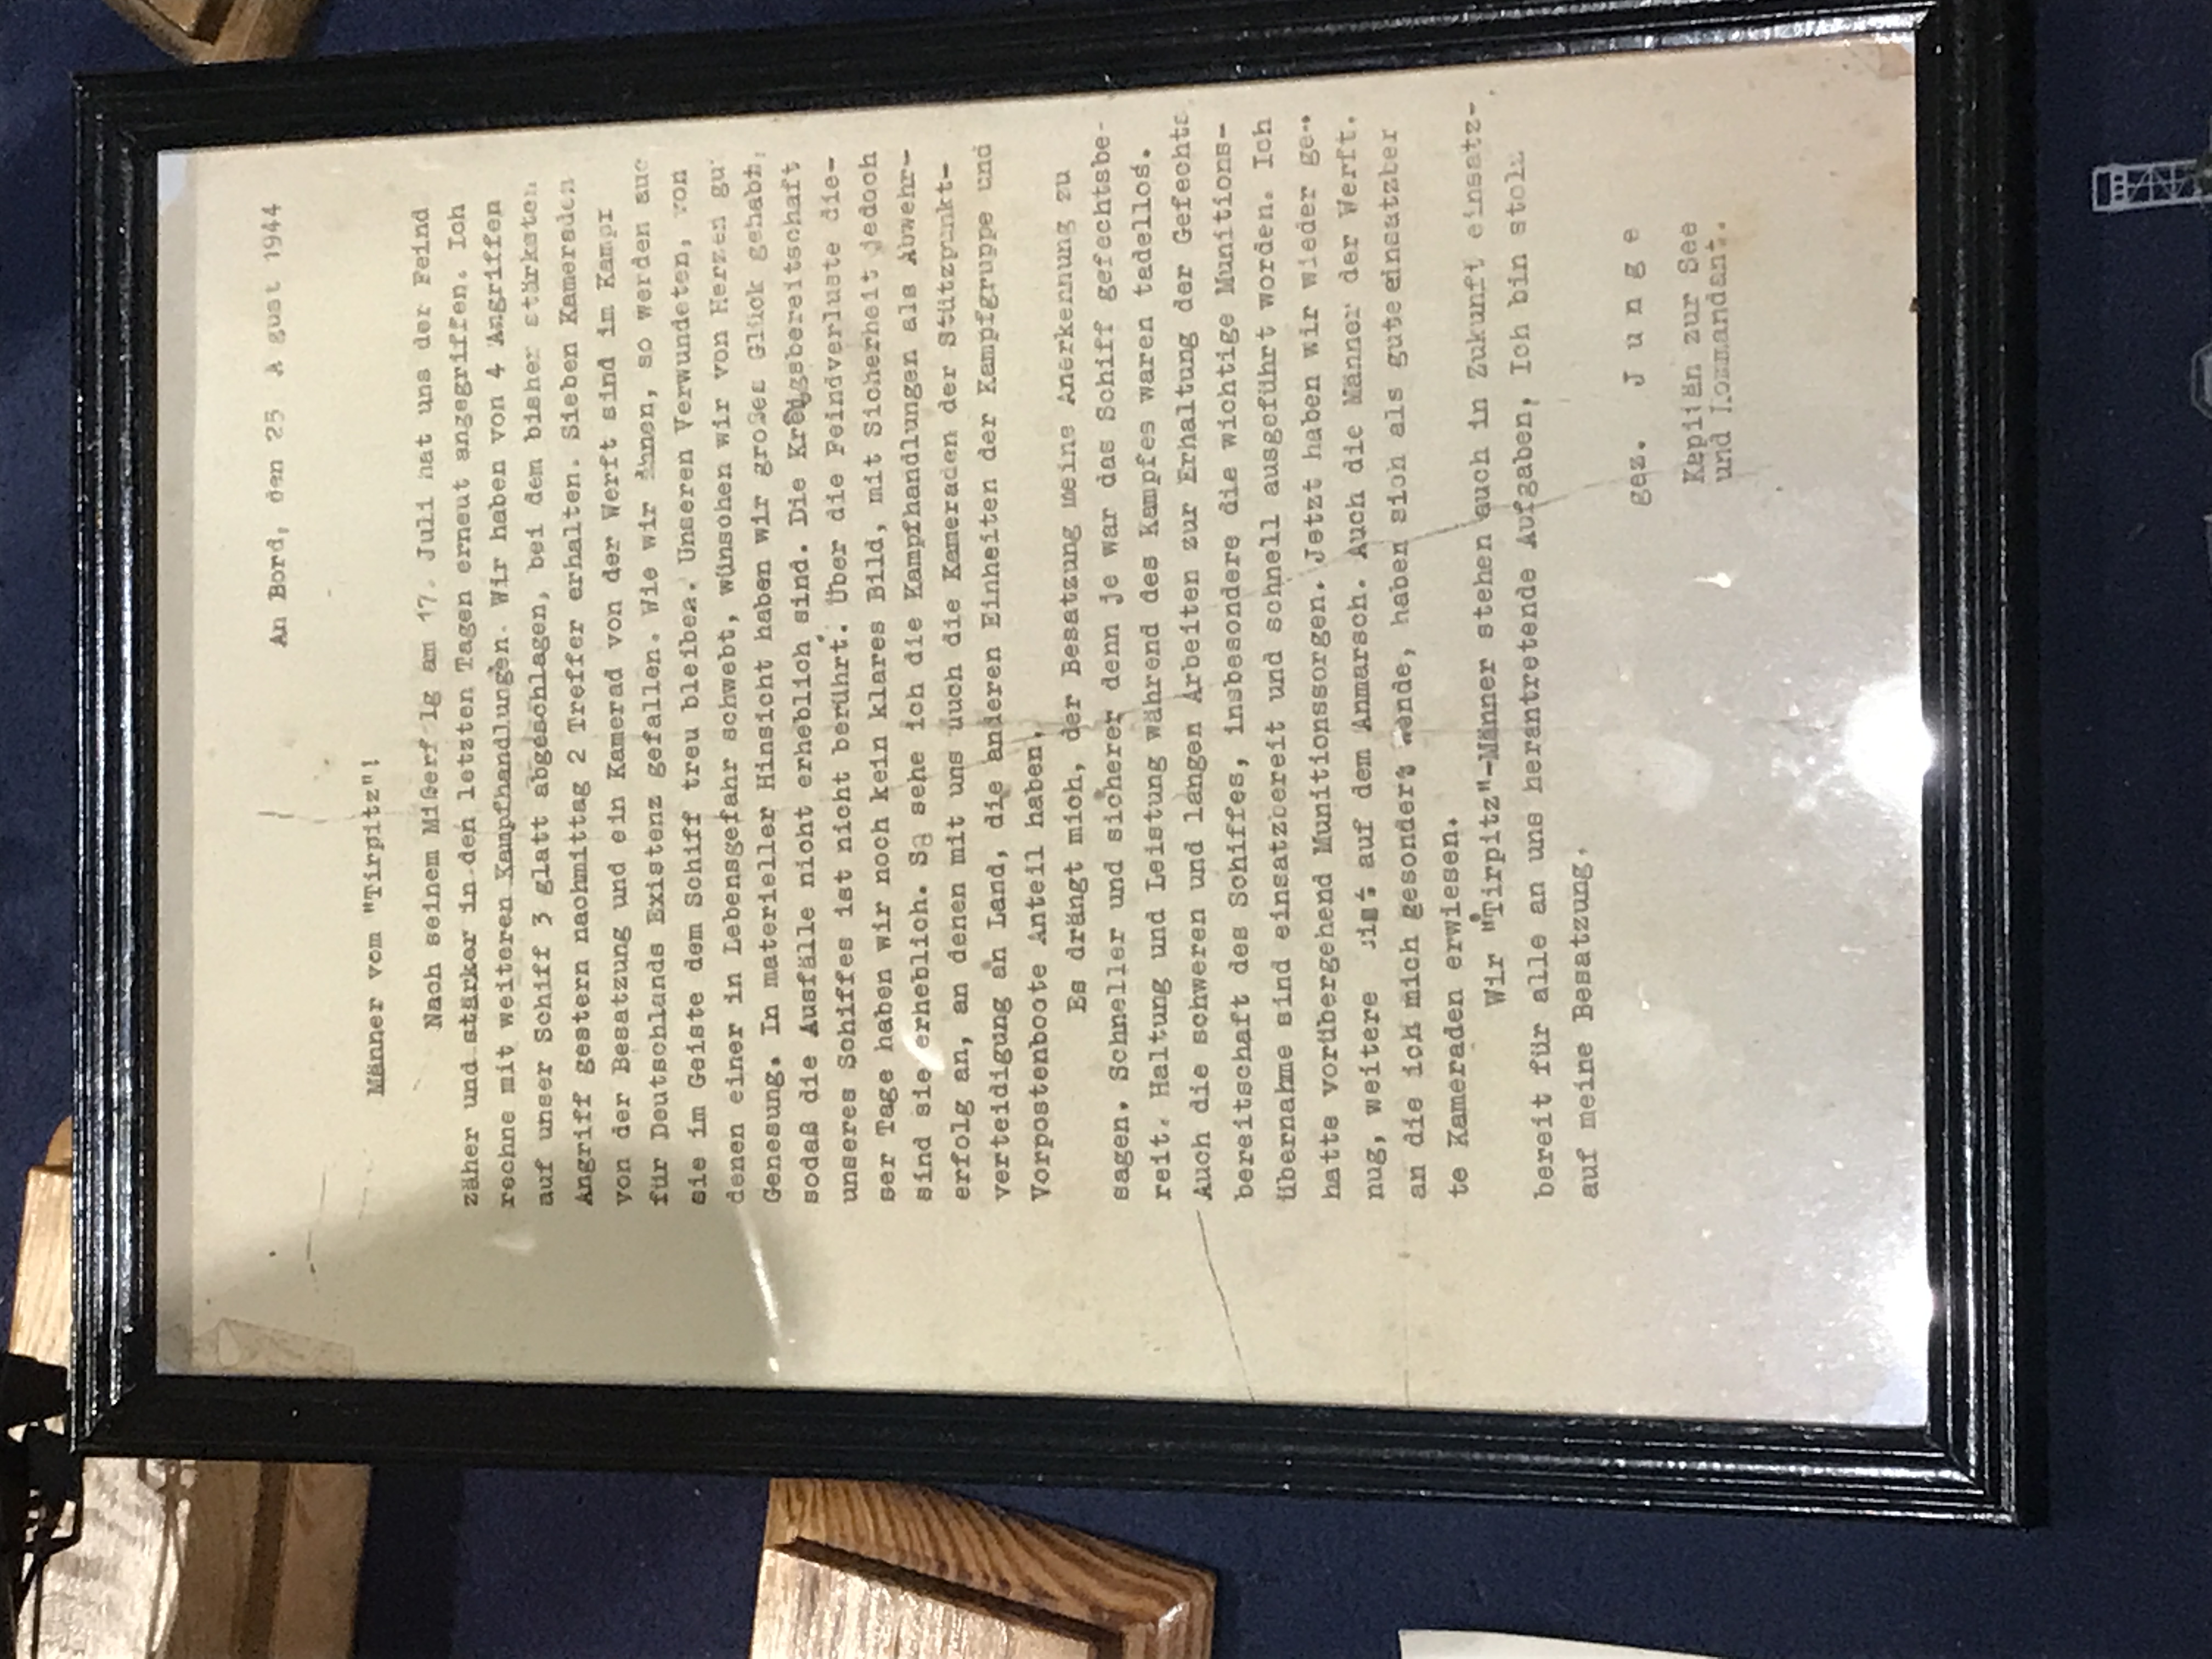 An Bord, den 25 August 1944
Männer vom "Tirpitz"!
Nach seinem Mißerf lg am 17. Juli hat uns der Feind
zäher und stärker in den letzten Tagen erneut angegriffen. Ich
rechne mit weiteren Kampfhandlungen. Wir haben von 4 Angriffen
auf unser Schiff 3 glatt abgeschlagen, bei dem bisher stärksten
Angriff gestern nachmittag 2 Treffer erhalten. Sieben Kameraden
von der Besatzung und ein Kamerad von der Werft sind im Kampf
für Deutschlands Existenz gefallen. Wie wir ihnen, so werden auc
sie im Geiste dem Schiff treu bleiben. Unseren Verwundeten, von
denen einer in Lebensgefahr schwebt, wünschen wir von Herzen gu
Genesung. In materieller Hinsicht haben wir großes Glück gehabt,
sodaß die Ausfälle nicht erheblich sind. Die Kreigsbereitschaft
unseres Schiffes ist nicht berührt. Über die Feindverluste die-
ser Tage haben wir noch kein klares Bild, mit Sicherheit jedoch
sind sie erheblich. So sehe ich die Kampfhandlungen als Abwehr-
erfolg an, an denen mit uns auch die Kameraden der Stützpunkt-
verteidigung an Land, die anderen Einheiten der Kampfgruppe und
Vorpostenboote Anteil haben.
Es drängt mich, der Besatzung meine Anerkennung zu
sagen. Schneller und sicherer denn je war das Schiff gefechtsbe-
reit. Haltung und Leistung während des Kampfes waren tadellos.
Auch die schweren und langen Arbeiten zur Erhaltung der Gefechts
bereitschaft des Schiffes, insbesondere die wichtige Munitions-
übernahme sind einsatzbereit und schnell ausgeführt worden. Ich
hatte vorübergehend Munitionssorgen. Jetzt haben wir wieder ge-
nug, weitere ist auf dem Anmarsch. Auch die Männer der Werft.
an die ich mich gesondert wende, haben sich als gute einsatzber
te Kameraden erwiesen.
Wir "Tirpitz"-Männer stehen auch in Zukunft einsatz-
bereit für alle an uns herantretende Aufgaben, Ich bin stolz
auf meine Besatzung.
gez. J u n g e
Kapitän zur See
und Kommandant.